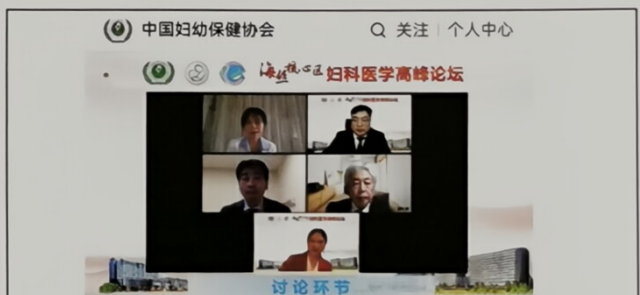 中国妇幼保健协会
关注 个人中心
海丝核心区妇科医学高峰论坛
讨论环节